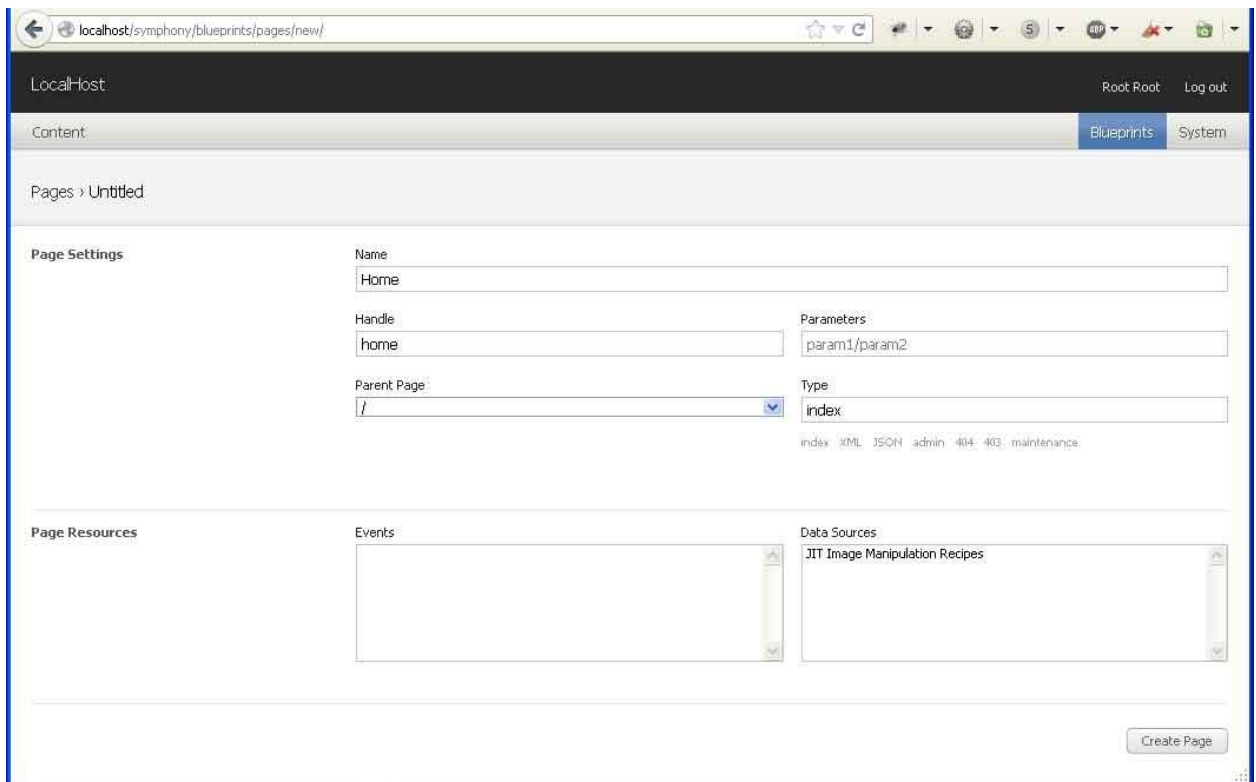 localhost/symphony/blueprints/pages/new/
S ABP
LocalHost Root Root Log out
Content Blueprints System
Pages › Untitled
Page Settings Name
Home
Handle Parameters
home param1/param2
Parent Page Type
/ index
index XML JSON admin 404 403 maintenance
Page Resources Events Data Sources
JIT Image Manipulation Recipes
Create Page